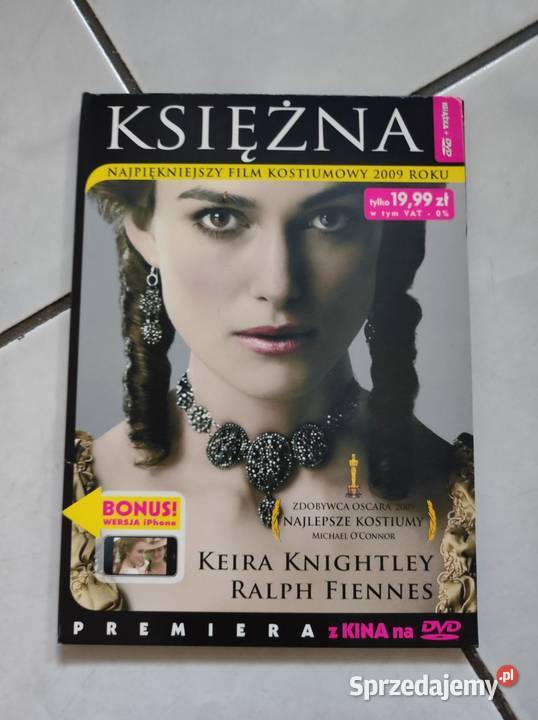 KSIĘŻNA
KSIĄŻKA + DVD
NAJPIĘKNIEJSZY FILM KOSTIUMOWY 2009 ROKU
tylko 19,99 zł
w tym VAT - 0%
ZDOBYWCA OSCARA 2009
NAJLEPSZE KOSTIUMY
MICHAEL O'CONNOR
BONUS!
WERSJA iPhone
KEIRA KNIGHTLEY
RALPH FIENNES
PREMIERA z KINA na DVD
Sprzedajemy.pl